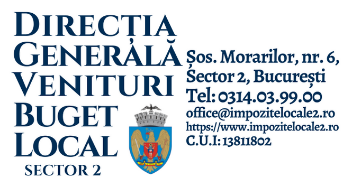 DIRECȚIA
GENERALĂ
VENITURI
BUGET
LOCAL
SECTOR 2
Șos. Morarilor, nr. 6,
Sector 2, București
Tel: 0314.03.99.00
office@impozitelocale2.ro
https://www.impozitelocale2.ro
C.U.I: 13811802